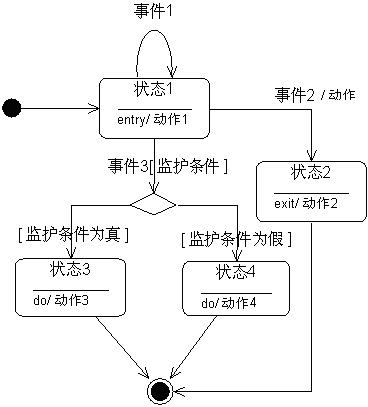 事件1
状态1
entry/动作1
事件2 /动作
事件3[监护条件]
状态2
exit/动作2
[监护条件为真]
[监护条件为假]
状态3
do/动作3
状态4
do/动作4